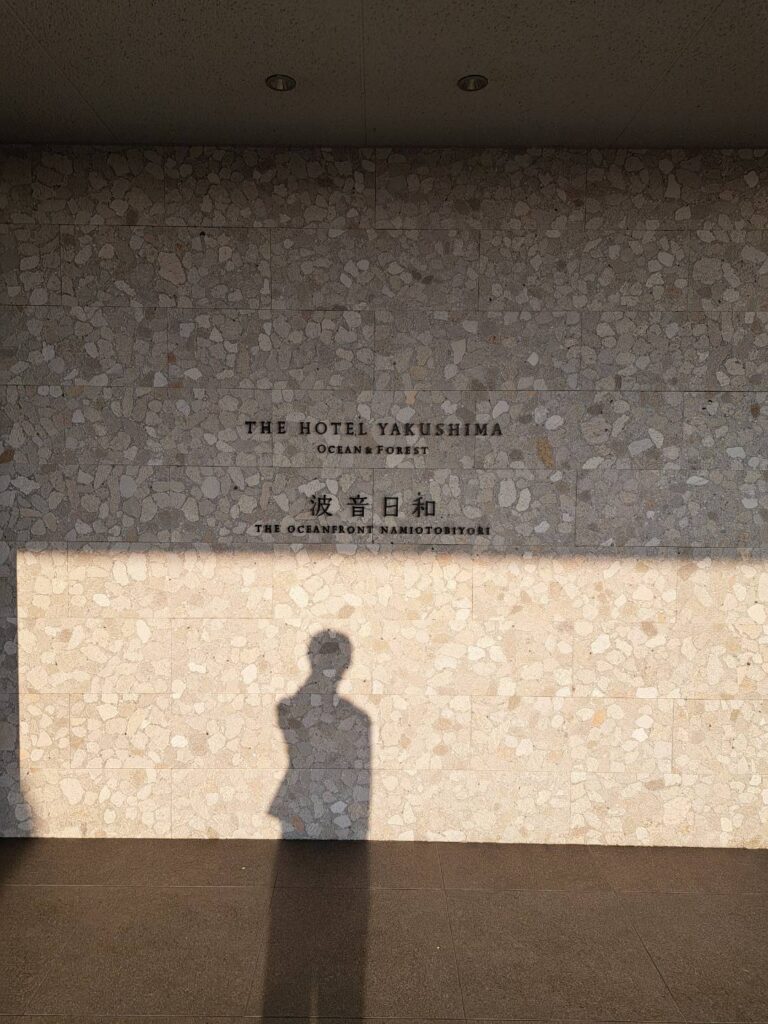 THE HOTEL YAKUSHIMA
OCEAN & FOREST
波音日和
THE OCEANFRONT NAMIOTOBIYORI